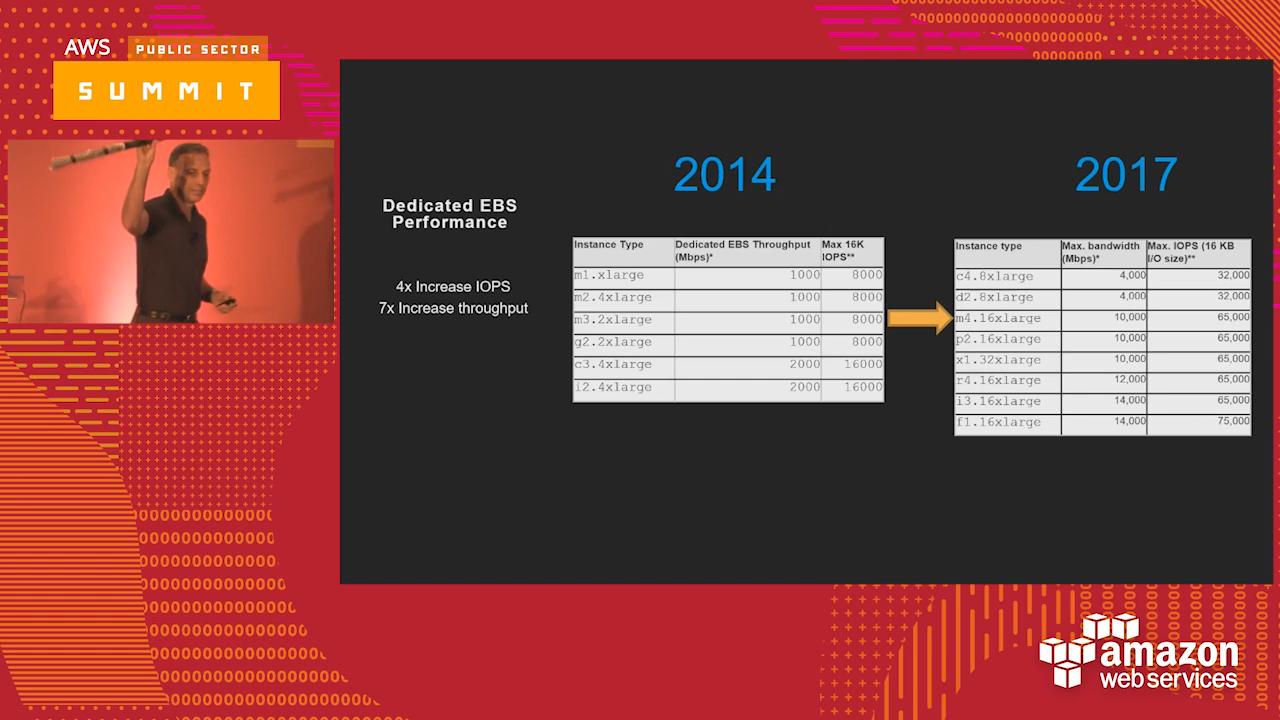 AWS PUBLIC SECTOR
SUMMIT
2014
2017
Dedicated EBS
Performance
4x Increase IOPS
7x Increase throughput
Instance Type Dedicated EBS Throughput (Mbps)* Max 16K IOPS**
m1.xlarge 1000 8000
m2.4xlarge 1000 8000
m3.2xlarge 1000 8000
g2.2xlarge 1000 8000
c3.4xlarge 2000 16000
i2.4xlarge 2000 16000
Instance type Max. bandwidth (Mbps)* Max. IOPS (16 KB I/O size)**
c4.8xlarge 4,000 32,000
d2.8xlarge 4,000 32,000
m4.16xlarge 10,000 65,000
p2.16xlarge 10,000 65,000
x1.32xlarge 10,000 65,000
r4.16xlarge 12,000 65,000
i3.16xlarge 14,000 65,000
f1.16xlarge 14,000 75,000
amazon
web services